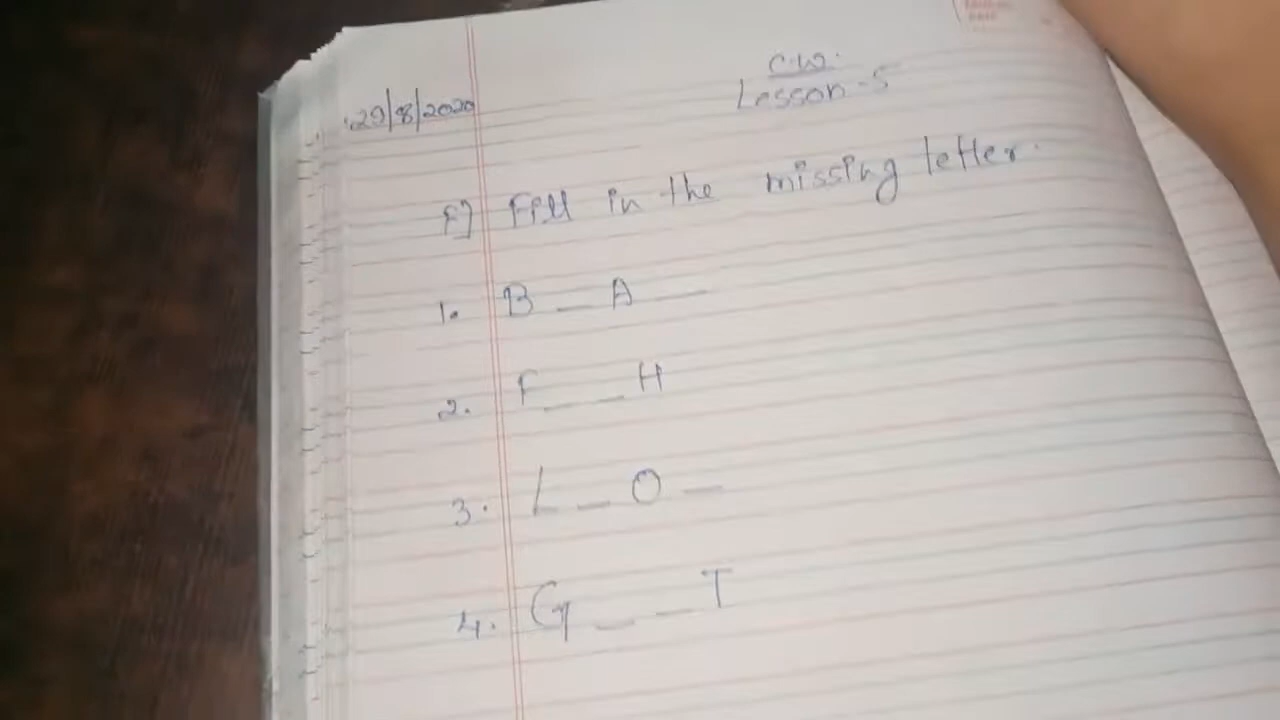 C.W.
29/8/2020
Lesson-5
F] Fill in the missing letter.
1. B _ A _
2. F _ _ H
3. L _ O _
4. G _ _ T